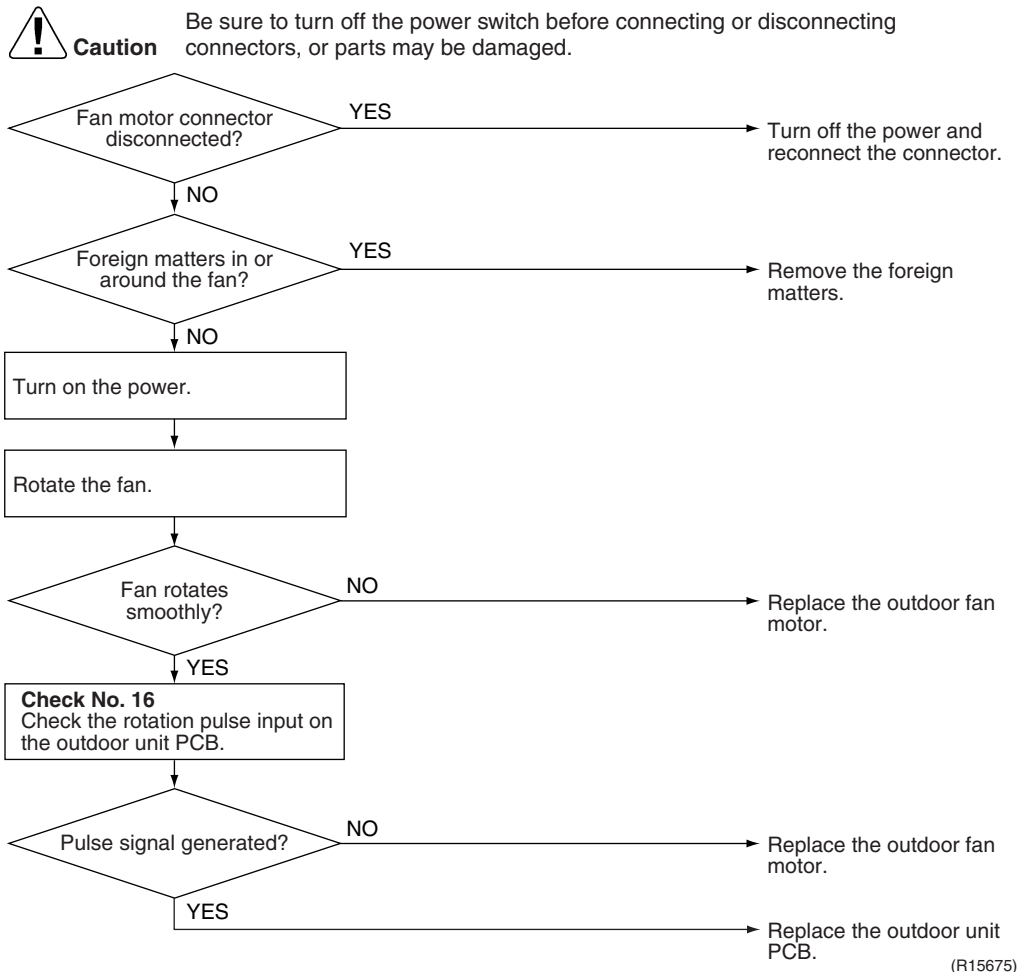 Caution
Be sure to turn off the power switch before connecting or disconnecting
connectors, or parts may be damaged.
Fan motor connector
disconnected?
YES
Turn off the power and
reconnect the connector.
NO
Foreign matters in or
around the fan?
YES
Remove the foreign
matters.
NO
Turn on the power.
Rotate the fan.
Fan rotates
smoothly?
NO
Replace the outdoor fan
motor.
YES
Check No. 16
Check the rotation pulse input on
the outdoor unit PCB.
Pulse signal generated?
NO
Replace the outdoor fan
motor.
YES
Replace the outdoor unit
PCB.
(R15675)